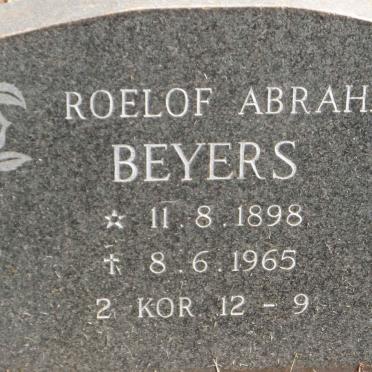 ROELOF ABRAH
BEYERS
☆ 11.8.1898
† 8.6.1965
2 KOR 12 - 9